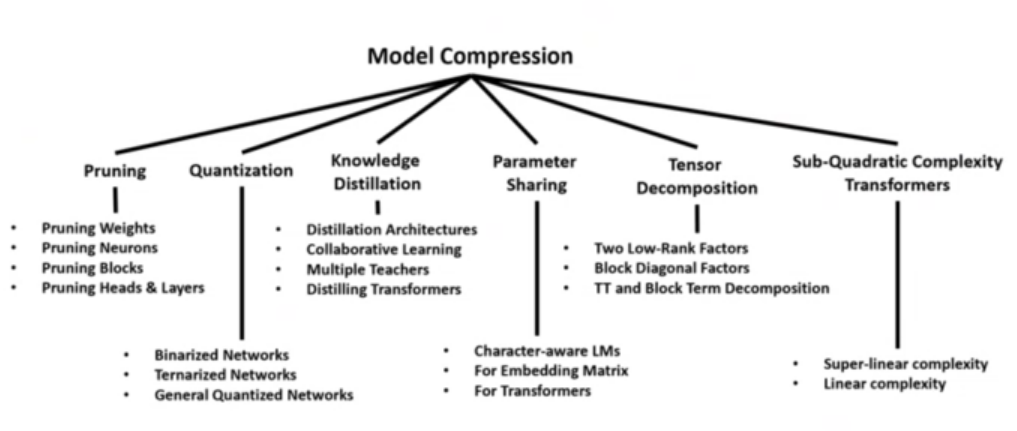 Model Compression
Pruning
Pruning Weights
Pruning Neurons
Pruning Blocks
Pruning Heads & Layers
Quantization
Binarized Networks
Ternarized Networks
General Quantized Networks
Knowledge
Distillation
Distillation Architectures
Collaborative Learning
Multiple Teachers
Distilling Transformers
Parameter
Sharing
Character-aware LMs
For Embedding Matrix
For Transformers
Tensor
Decomposition
Two Low-Rank Factors
Block Diagonal Factors
TT and Block Term Decomposition
Sub-Quadratic Complexity
Transformers
Super-linear complexity
Linear complexity